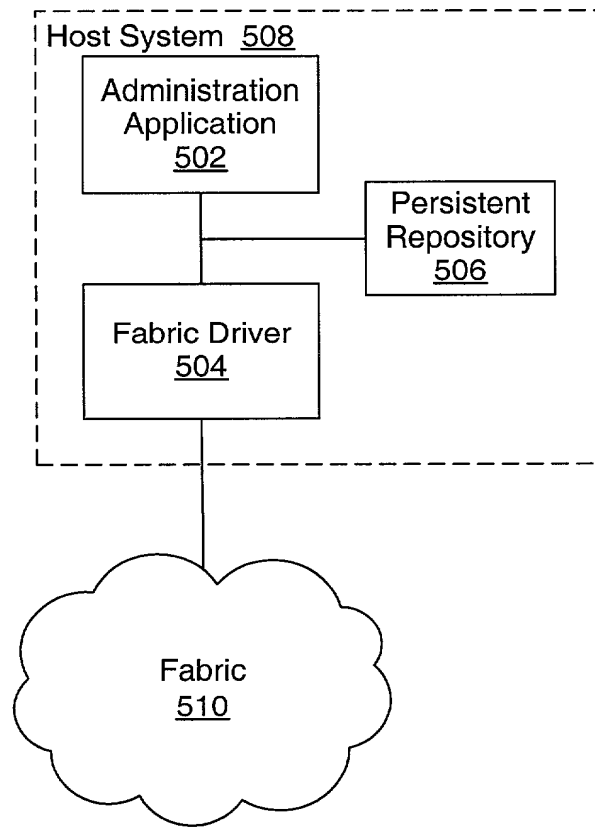 Host System 508
Administration
Application
502
Persistent
Repository
506
Fabric Driver
504
Fabric
510